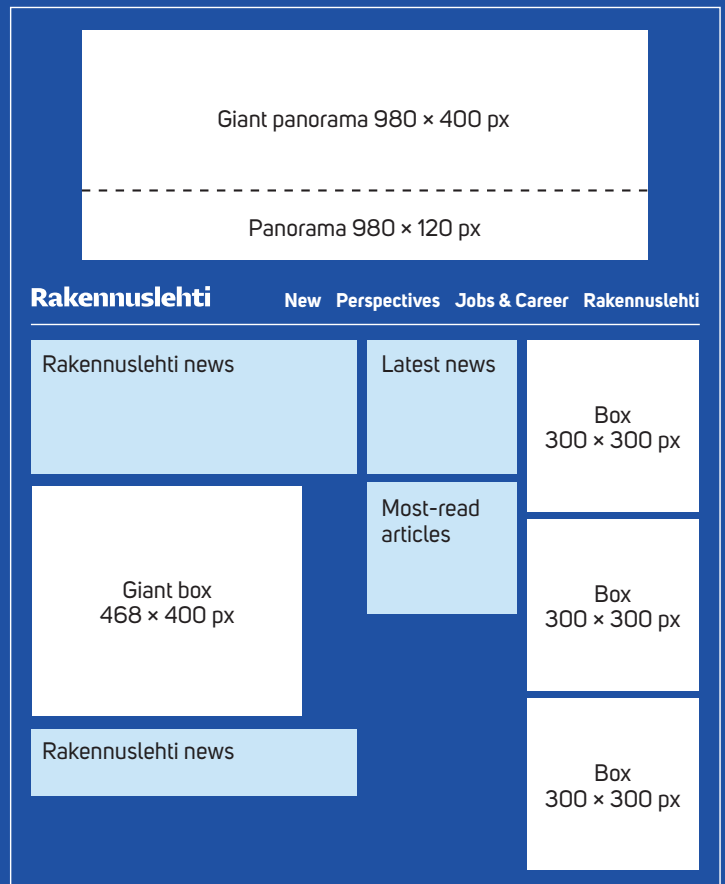 Giant panorama 980 × 400 px
Panorama 980 × 120 px
Rakennuslehti
New Perspectives Jobs & Career Rakennuslehti
Rakennuslehti news
Latest news
Box
300 × 300 px
Most-read
articles
Giant box
468 × 400 px
Box
300 × 300 px
Rakennuslehti news
Box
300 × 300 px